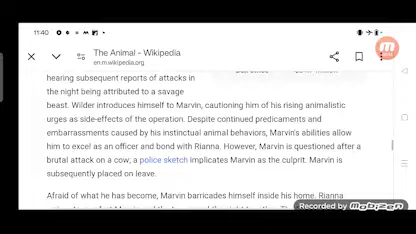 11:40
The Animal - Wikipedia
en.m.wikipedia.org
hearing subsequent reports of attacks in
the night being attributed to a savage
beast. Wilder introduces himself to Marvin, cautioning him of his rising animalistic
urges as side-effects of the operation. Despite continued predicaments and
embarrassments caused by his instinctual animal behaviors, Marvin's abilities allow
him to excel as an officer and bond with Rianna. However, Marvin is questioned after a
brutal attack on a cow, a police sketch implicates Marvin as the culprit. Marvin is
subsequently placed on leave.
Afraid of what he has become, Marvin barricades himself inside his home. Rianna
Recorded by Mobizen